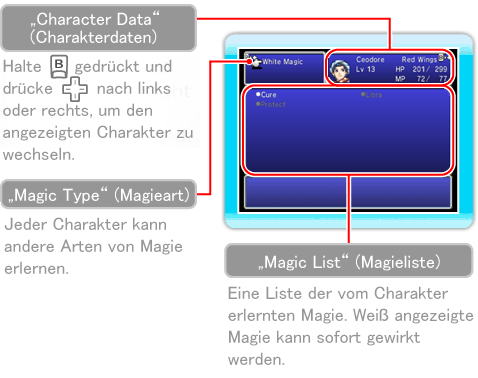 „Character Data“
(Charakterdaten)
Halte B gedrückt und
drücke nach links
oder rechts, um den
angezeigten Charakter zu
wechseln.
„Magic Type“ (Magieart)
Jeder Charakter kann
andere Arten von Magie
erlernen.
White Magic
Ceodore Red Wings
Lv 13 HP 201/ 299
MP 72/ 77
Cure Libra
Protect
„Magic List“ (Magieliste)
Eine Liste der vom Charakter
erlernten Magie. Weiß angezeigte
Magie kann sofort gewirkt
werden.